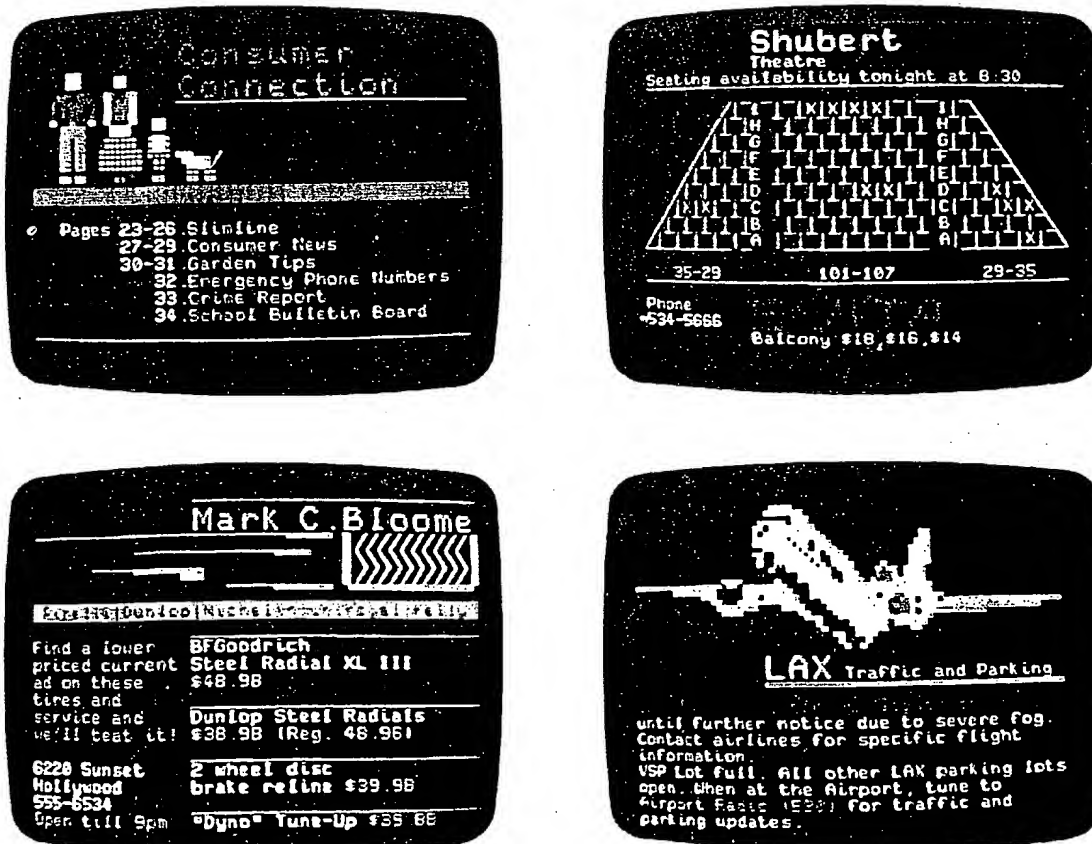 Consumer
Connection
Pages 23-26.Slimline
27-29.Consumer News
30-31.Garden Tips
32.Emergency Phone Numbers
33.Crime Report
34.School Bulletin Board
Shubert
Theatre
Seating availability tonight at 8:30
I X X X X I
H H
G G
F F
E E
D X X D X
X X C C X X
B B
A A X
35-29 101-107 29-35
Phone
534-5666
Balcony $18,$16,$14
Mark C.Bloome
Dunlop
Find a lower
priced current
ad on these
tires and
service and
we'll beat it!
6220 Sunset
Hollywood
555-6534
Open till 9pm
BFGoodrich
Steel Radial XL III
$48.98
Dunlop Steel Radials
$38.98 (Reg. 48.96)
2 wheel disc
brake reline $39.98
"Dyno" Tune-Up $39.88
LAX Traffic and Parking
until further notice due to severe fog.
Contact airlines for specific flight
information.
VSP Lot full. All other LAX parking lots
open. When at the Airport, tune to
Airport Radio (530) for traffic and
parking updates.